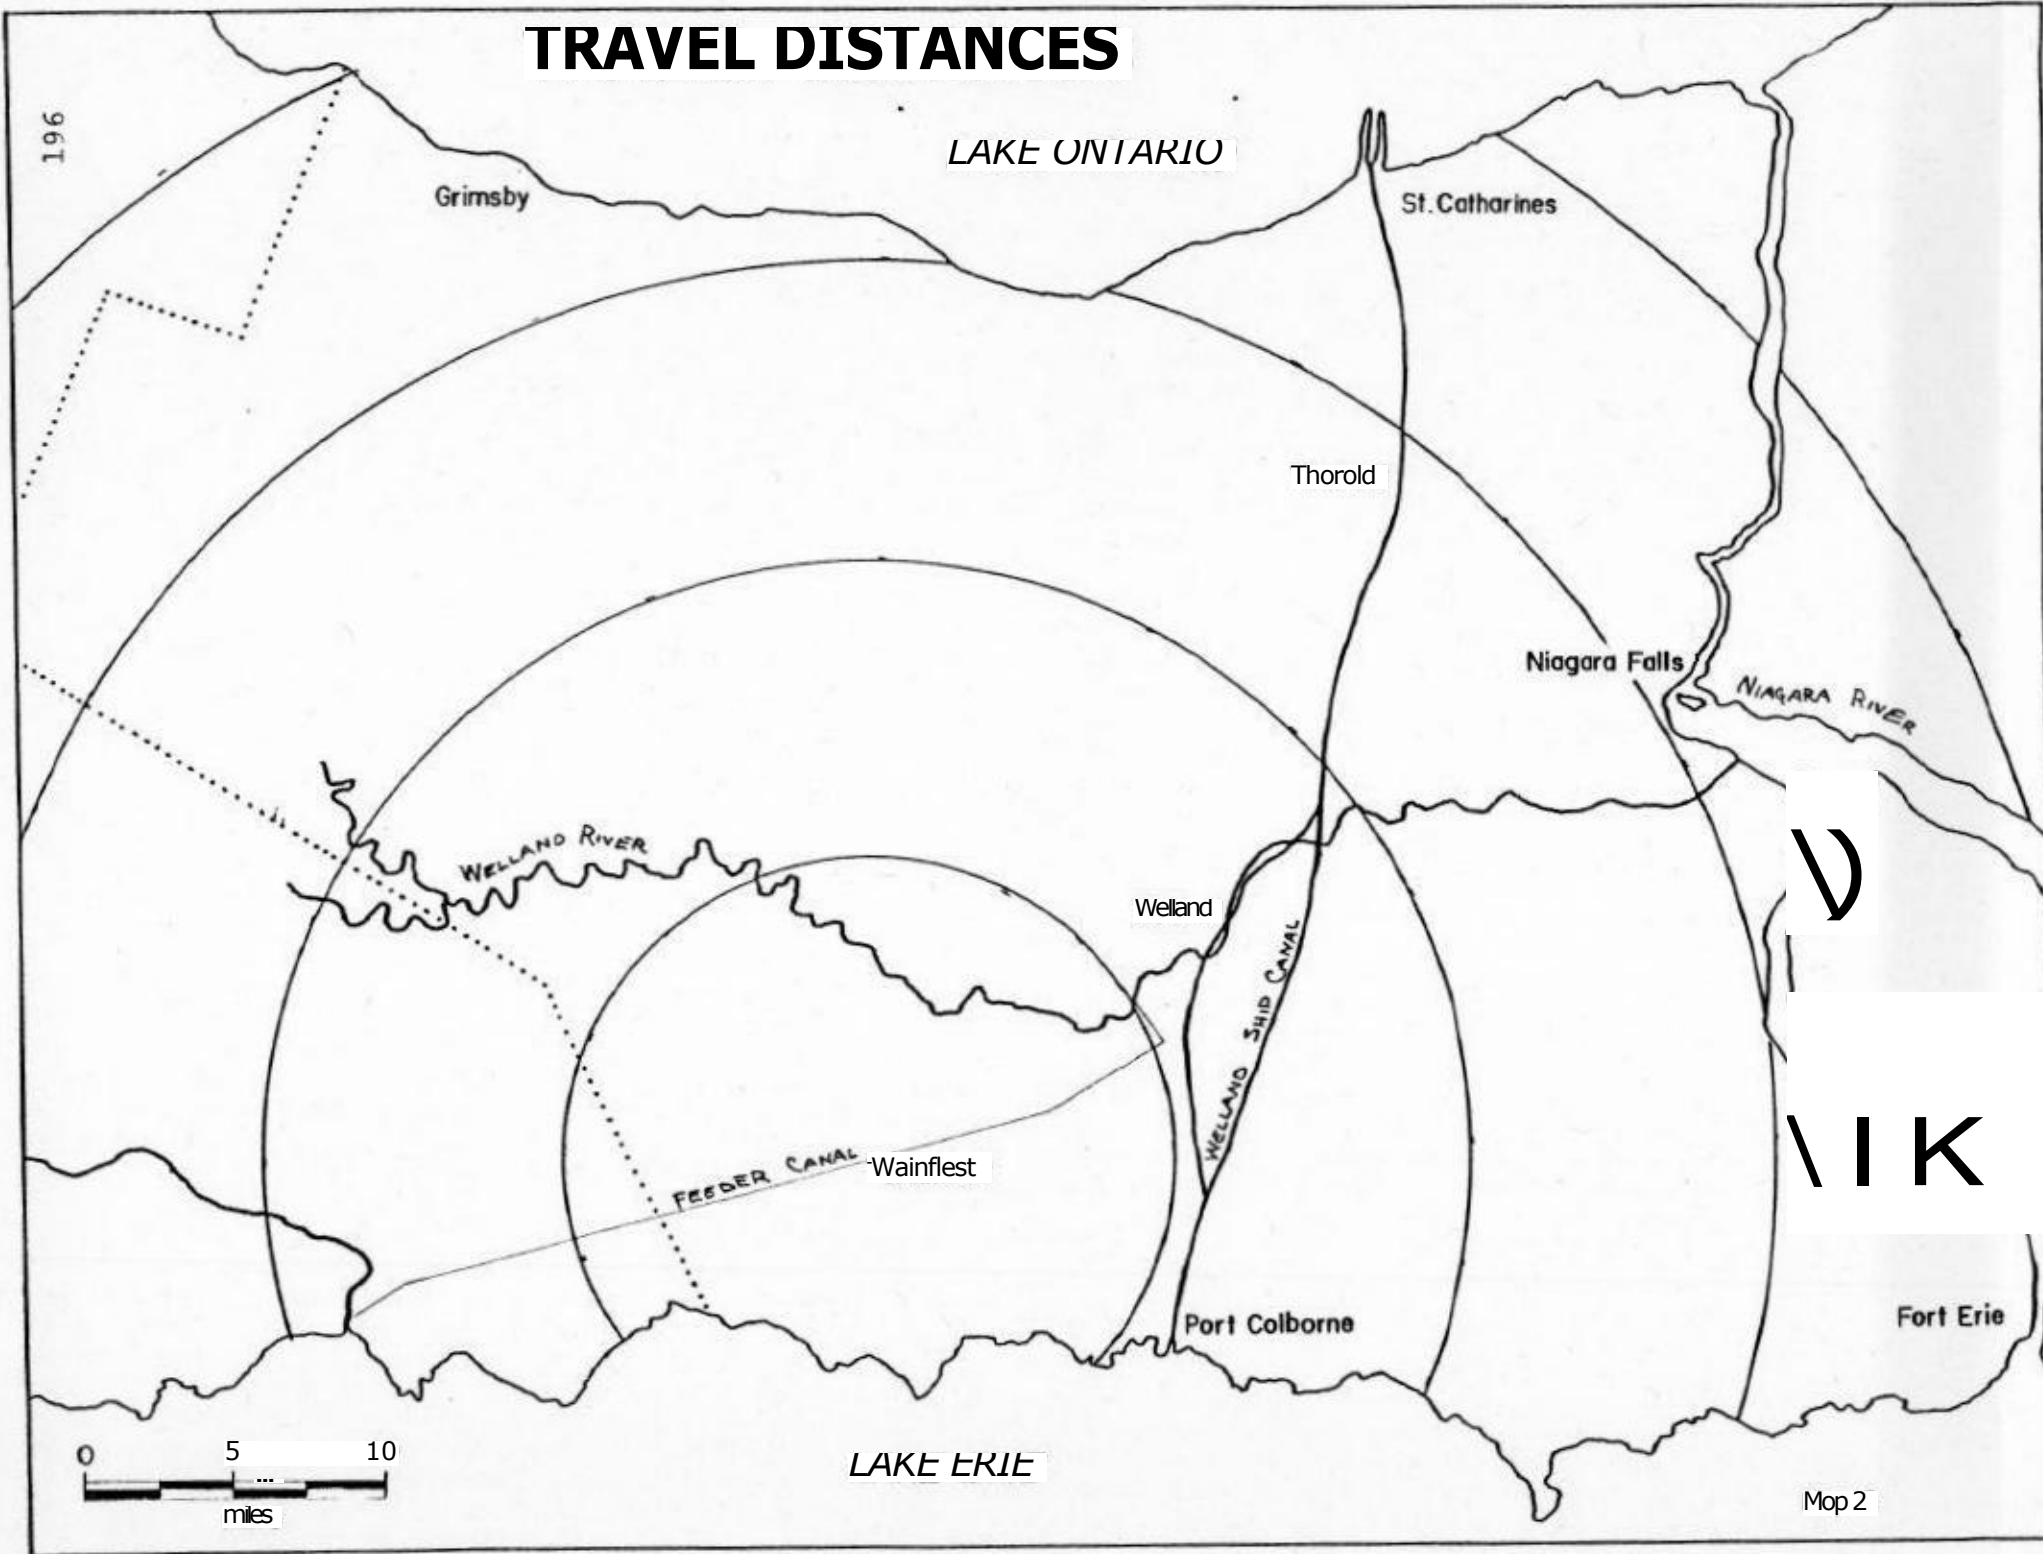 TRAVEL DISTANCES
196
LAKE ONTARIO
Grimsby
St. Catharines
Thorold
Niagara Falls
NIAGARA RIVER
WELLAND RIVER
Welland
WELLAND SHIP CANAL
FEEDER CANAL
Wainflest
Port Colborne
Fort Erie
0 5 10
miles
LAKE ERIE
Mop 2